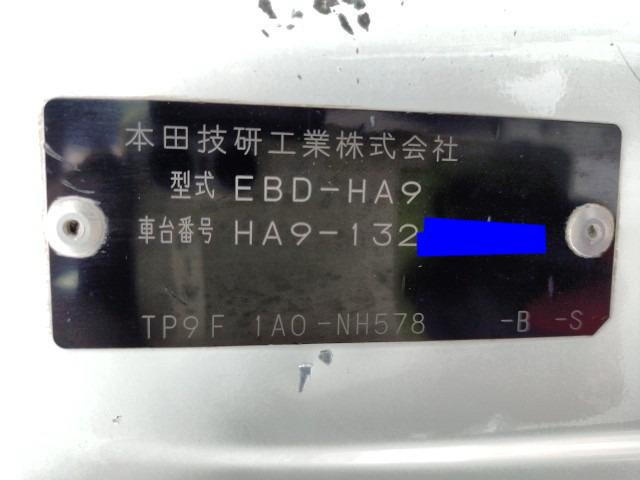 本田技研工業株式会社
型式 EBD-HA9
車台番号 HA9-132
TP9F 1A0-NH578 -B -S